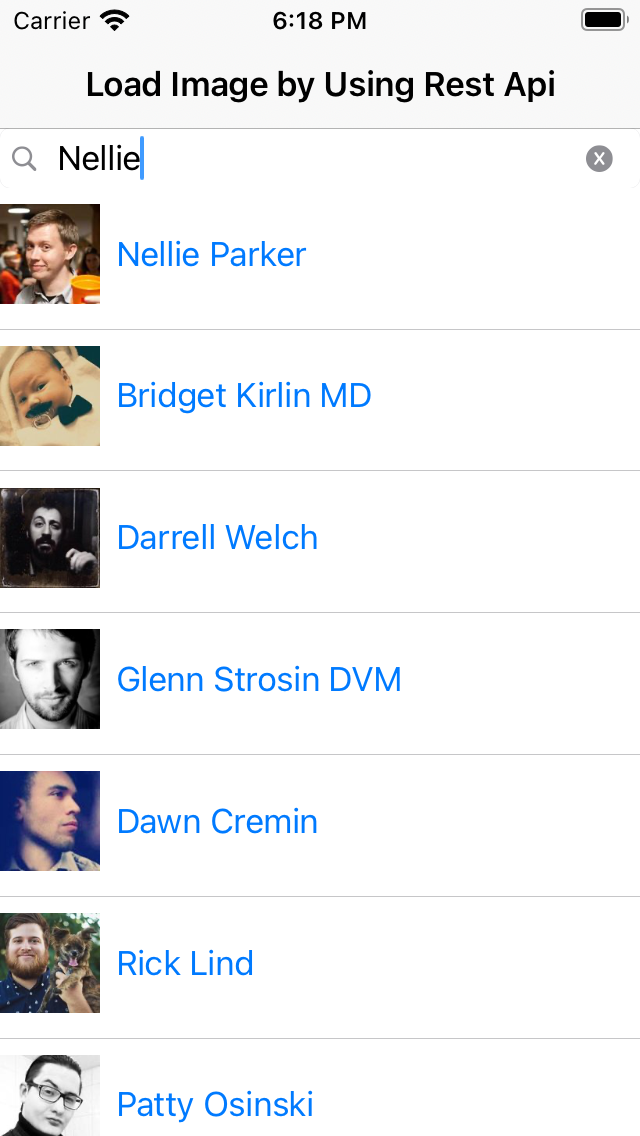 Carrier 6:18 PM
Load Image by Using Rest Api
Nellie
Nellie Parker
Bridget Kirlin MD
Darrell Welch
Glenn Strosin DVM
Dawn Cremin
Rick Lind
Patty Osinski